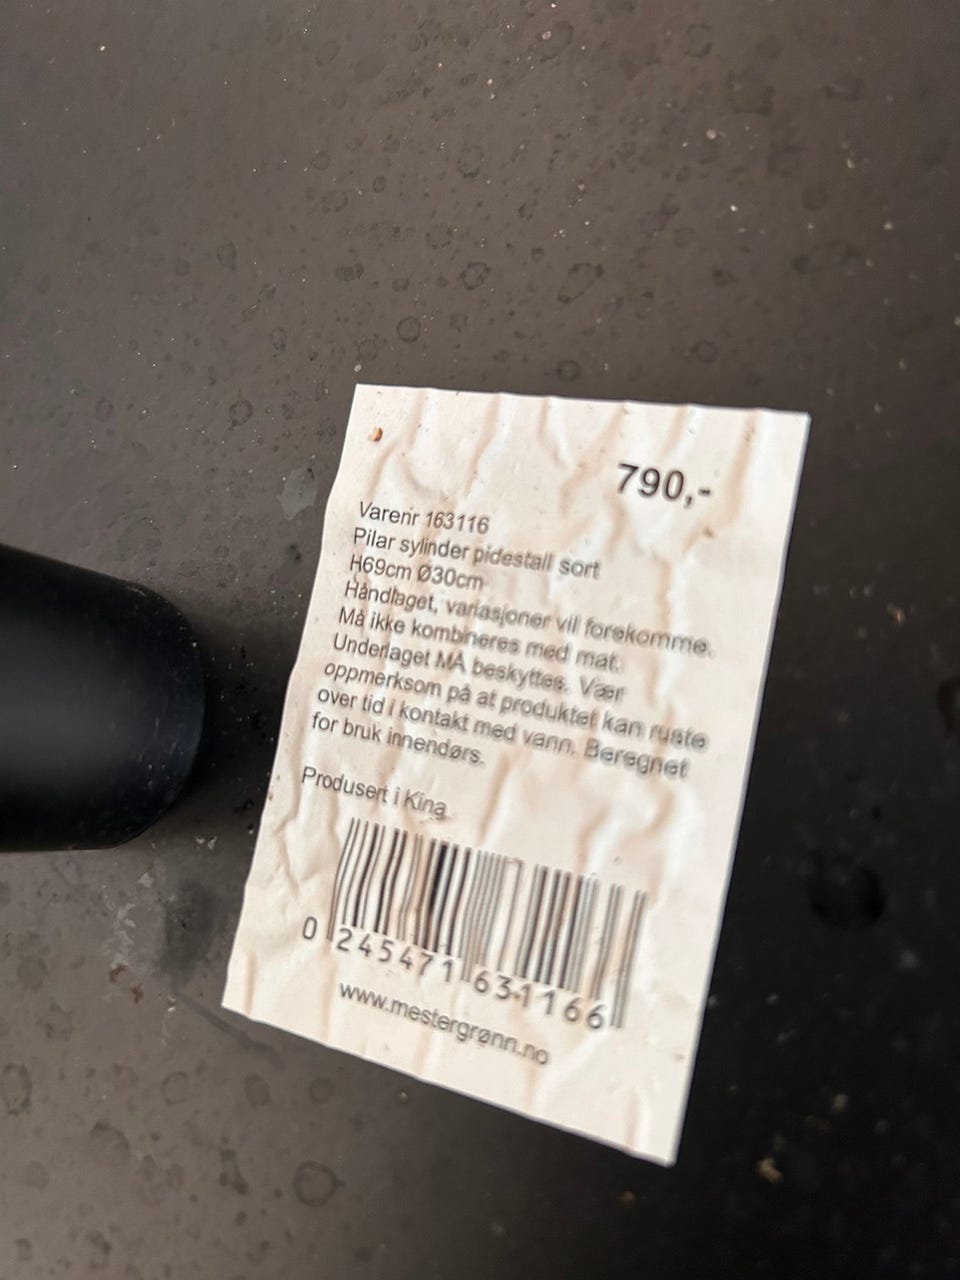 790,-
Varenr 163116
Pilar sylinder pidestall sort
H69cm Ø30cm
Håndlaget, variasjoner vil forekomme.
Må ikke kombineres med mat.
Underlaget MÅ beskyttes. Vær
oppmerksom på at produktet kan ruste
over tid i kontakt med vann. Beregnet
for bruk innendørs.
Produsert i Kina
0 245471 631166
www.mestergrønn.no